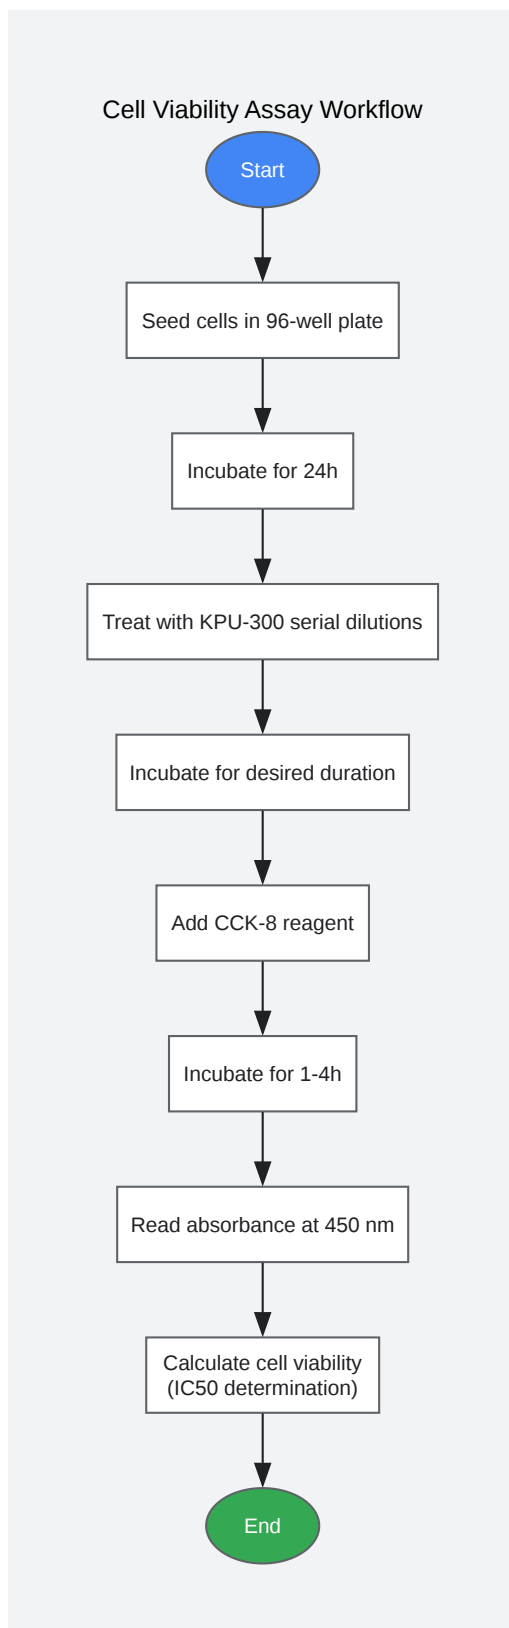 Cell Viability Assay Workflow
Start
Seed cells in 96-well plate
Incubate for 24h
Treat with KPU-300 serial dilutions
Incubate for desired duration
Add CCK-8 reagent
Incubate for 1-4h
Read absorbance at 450 nm
Calculate cell viability
(IC50 determination)
End